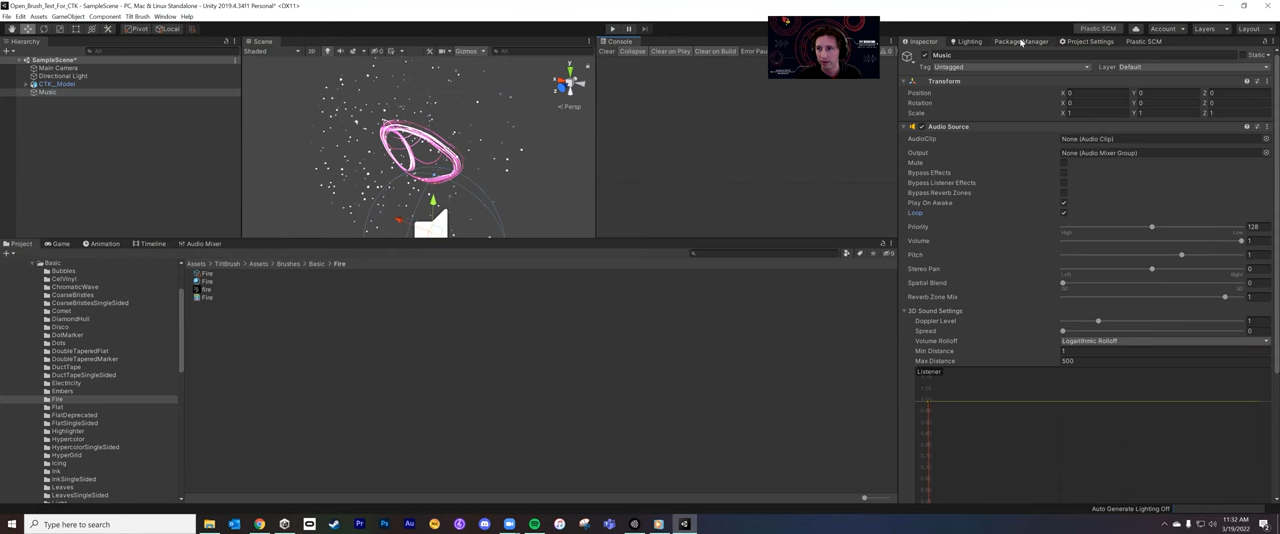 Open_Brush_Test_For_CTK - SampleScene - PC, Mac & Linux Standalone - Unity 2019.4.34f1 Personal* <DX11>
File Edit Assets GameObject Component Tilt Brush Window Help
Pivot Local Plastic SCM Account Layers Layout
Hierarchy
All
SampleScene*
Main Camera
Directional Light
CTK_Model
Music
Scene
Shaded 2D 0 Gizmos All
y
x
z
Persp
Console
Clear Collapse Clear on Play Clear on Build Error Pause 0
Inspector Lighting Package Manager Project Settings Plastic SCM
Music Static
Tag Untagged Layer Default
Transform
Position X 0 Y 0 Z 0
Rotation X 0 Y 0 Z 0
Scale X 1 Y 1 Z 1
Audio Source
AudioClip None (Audio Clip)
Output None (Audio Mixer Group)
Mute
Bypass Effects
Bypass Listener Effects
Bypass Reverb Zones
Play On Awake
Loop
Priority 128
High Low
Volume 1
Pitch 1
Stereo Pan 0
Left Right
Spatial Blend 0
2D 3D
Reverb Zone Mix 1
3D Sound Settings
Doppler Level 1
Spread 0
Volume Rolloff Logarithmic Rolloff
Min Distance 1
Max Distance 500
Listener
Project Game Animation Timeline Audio Mixer
Assets > TiltBrush > Assets > Brushes > Basic > Fire
Fire
Fire
fire
Fire
Basic
Bubbles
CelVinyl
ChromaticWave
CoarseBristles
CoarseBristlesSingleSided
Comet
DiamondHull
Disco
DotMarker
Dots
DoubleTaperedFlat
DoubleTaperedMarker
DuctTape
DuctTapeSingleSided
Electricity
Embers
Fire
Flat
FlatDeprecated
FlatSingleSided
Highlighter
Hypercolor
HypercolorSingleSided
HyperGrid
Icing
Ink
InkSingleSided
Leaves
LeavesSingleSided
Auto Generate Lighting Off
Type here to search
Pr Ps Au
11:32 AM
3/19/2022